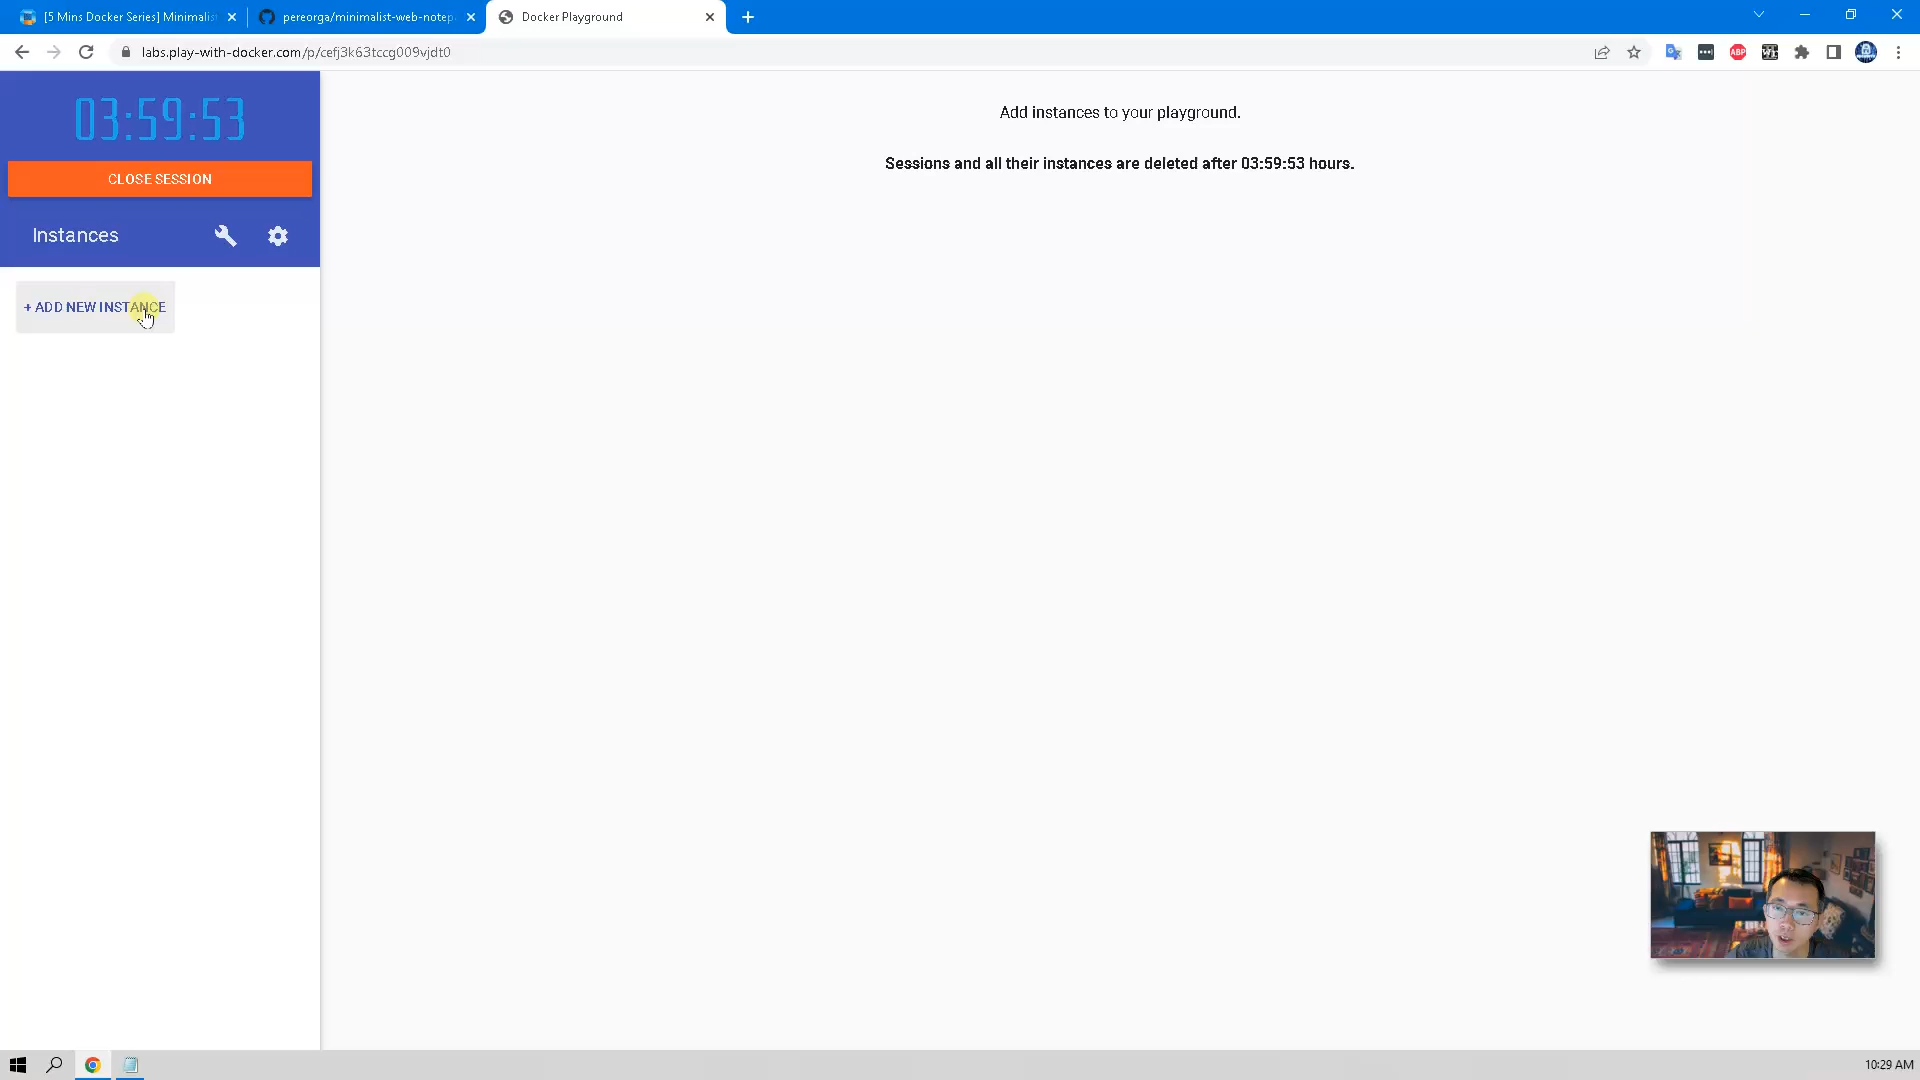 [5 Mins Docker Series] Minimalis
pereorga/minimalist-web-notep
Docker Playground
labs.play-with-docker.com/p/cefj3k63tccg009vjdt0
ABP
03:59:53
CLOSE SESSION
Instances
+ ADD NEW INSTANCE
Add instances to your playground.
Sessions and all their instances are deleted after 03:59:53 hours.
10:29 AM